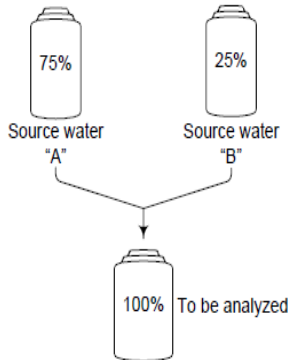 75%
25%
Source water
“A”
Source water
“B”
100%
To be analyzed